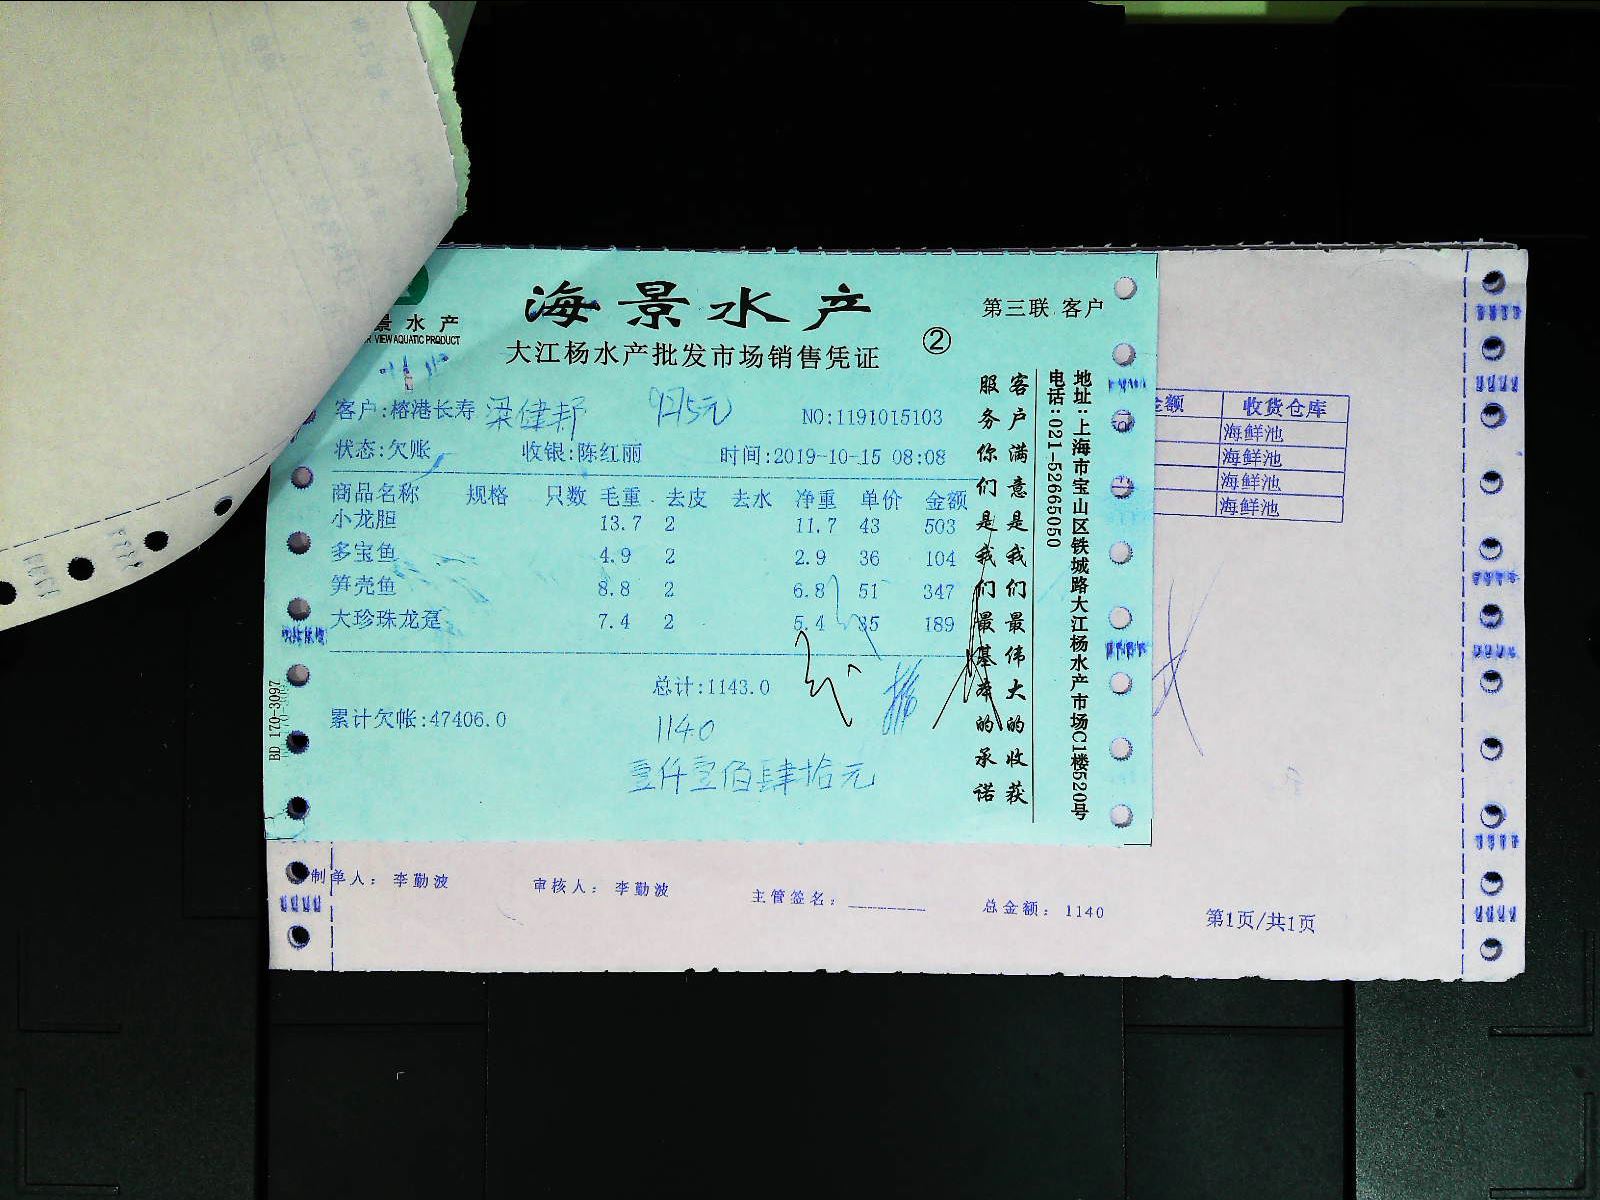 海景水产
第三联 客户
景水产
VIEW AQUATIC PRODUCT
大江杨水产批发市场销售凭证
②
客户:榕港长寿 梁健邦
NO:1191015103
状态:欠账 收银:陈红丽 时间:2019-10-15 08:08
商品名称 规格 只数 毛重 去皮 去水 净重 单价 金额
小龙胆 13.7 2 11.7 43 503
多宝鱼 4.9 2 2.9 36 104
笋壳鱼 8.8 2 6.8 51 347
大珍珠龙趸 7.4 2 5.4 35 189
总计:1143.0
累计欠帐:47406.0
1140
壹仟壹佰肆拾元
客户满意是我们最伟大的收获
服务你们是我们最基本的承诺
地址:上海市宝山区铁城路大江杨水产市场C1楼520号
电话:021-52665050
BD 170-3097
金额 收货仓库
海鲜池
海鲜池
海鲜池
海鲜池
制单人: 李勤波 审核人: 李勤波 主管签名: 总金额: 1140
第1页/共1页